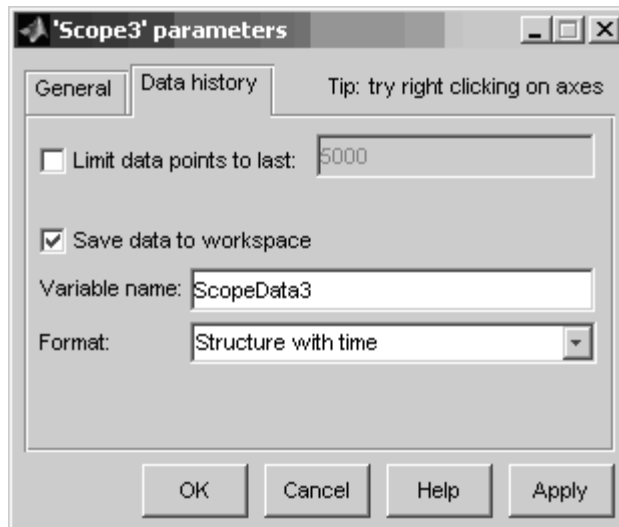 'Scope3' parameters
General Data history Tip: try right clicking on axes
Limit data points to last: 5000
Save data to workspace
Variable name: ScopeData3
Format: Structure with time
OK Cancel Help Apply